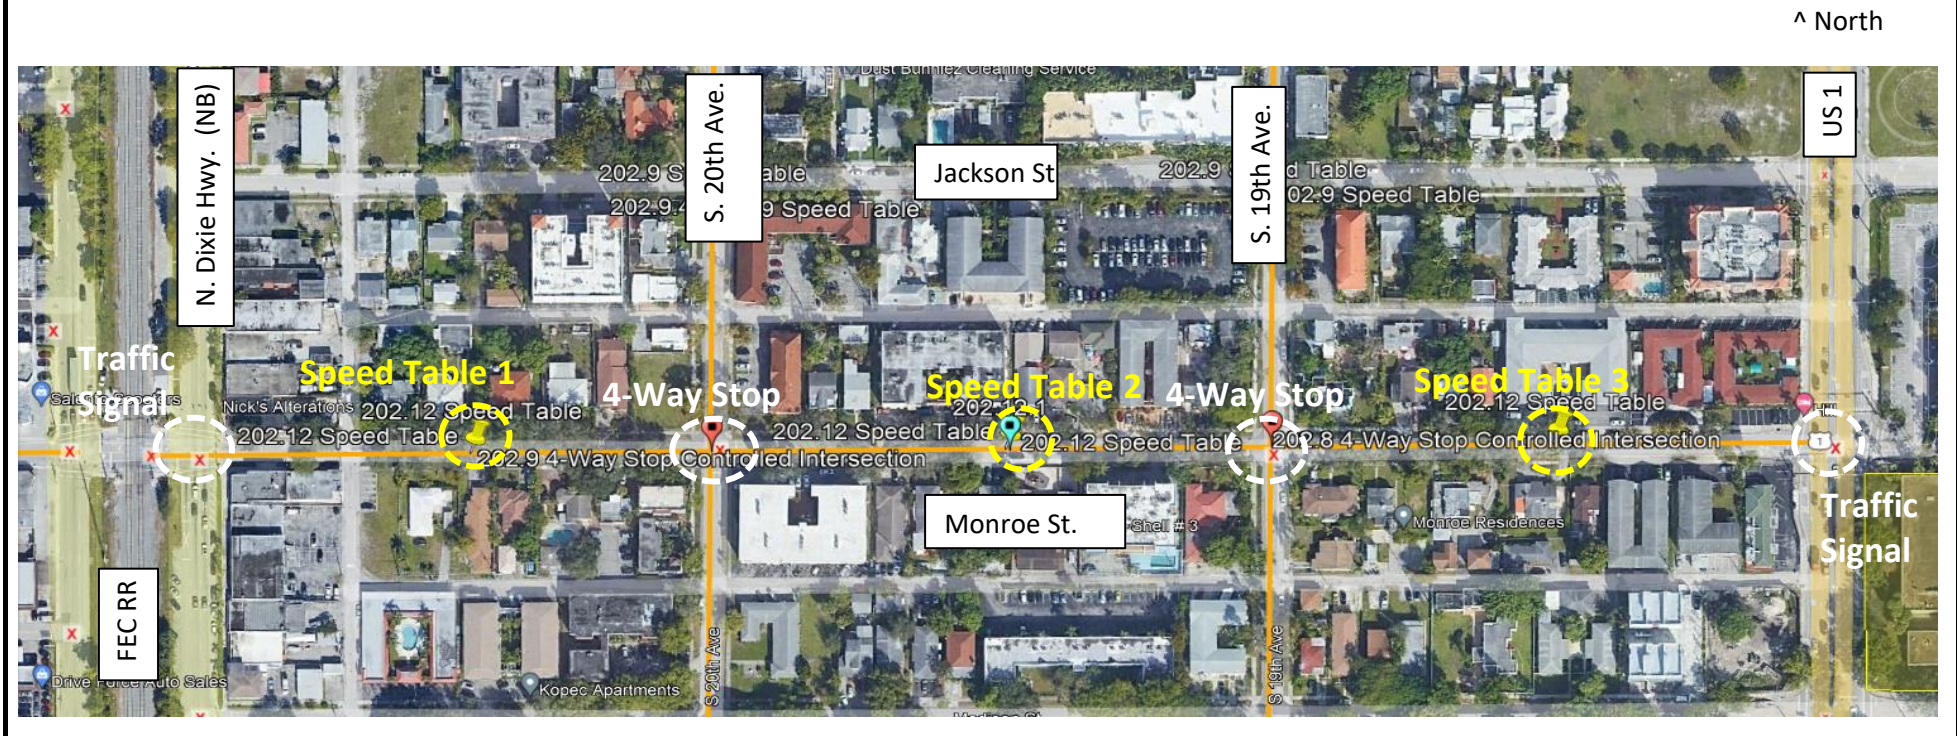 ^ North
Dust Bunniez Cleaning Service
N. Dixie Hwy. (NB)
S. 20th Ave.
S. 19th Ave.
US 1
Jackson St
202.9 S
able
202.9
d Table
202.9
9 Speed Table
02.9 Speed Table
Traffic
Signal
Speed Table 1
4-Way Stop
Speed Table 2
4-Way Stop
Speed Table 3
Nick's Alterations
202.12 Speed Table
202.12 Speed Table
202.9 4-Way Stop Controlled Intersection
202.12 Speed Table
202.12 Speed Table
202.8 4-Way Stop Controlled Intersection
202.12 Speed Table
1
Monroe St.
Shell # 3
Monroe Residences
Traffic
Signal
FEC RR
Drive Force Auto Sales
Kopec Apartments
S 20th Ave
S 19th Ave